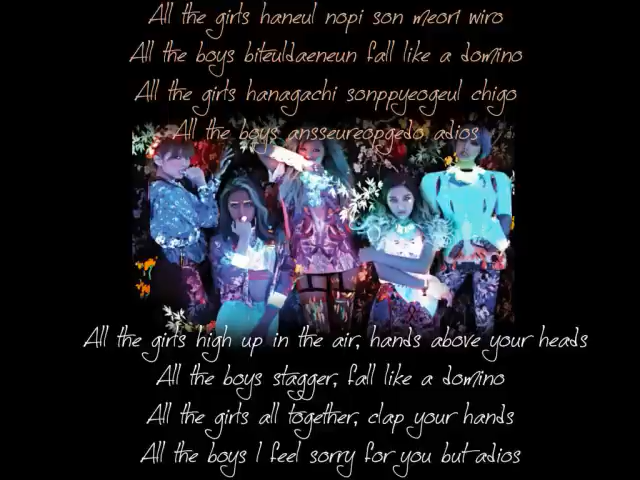 All the girls haneul nopi son meori wiro
All the boys biteuldaeneun fall like a domino
All the girls hanagachi sonppyeogeul chigo
All the boys ansseureopgedo adios
All the girls high up in the air, hands above your heads
All the boys stagger, fall like a domino
All the girls all together, clap your hands
All the boys I feel sorry for you but adios